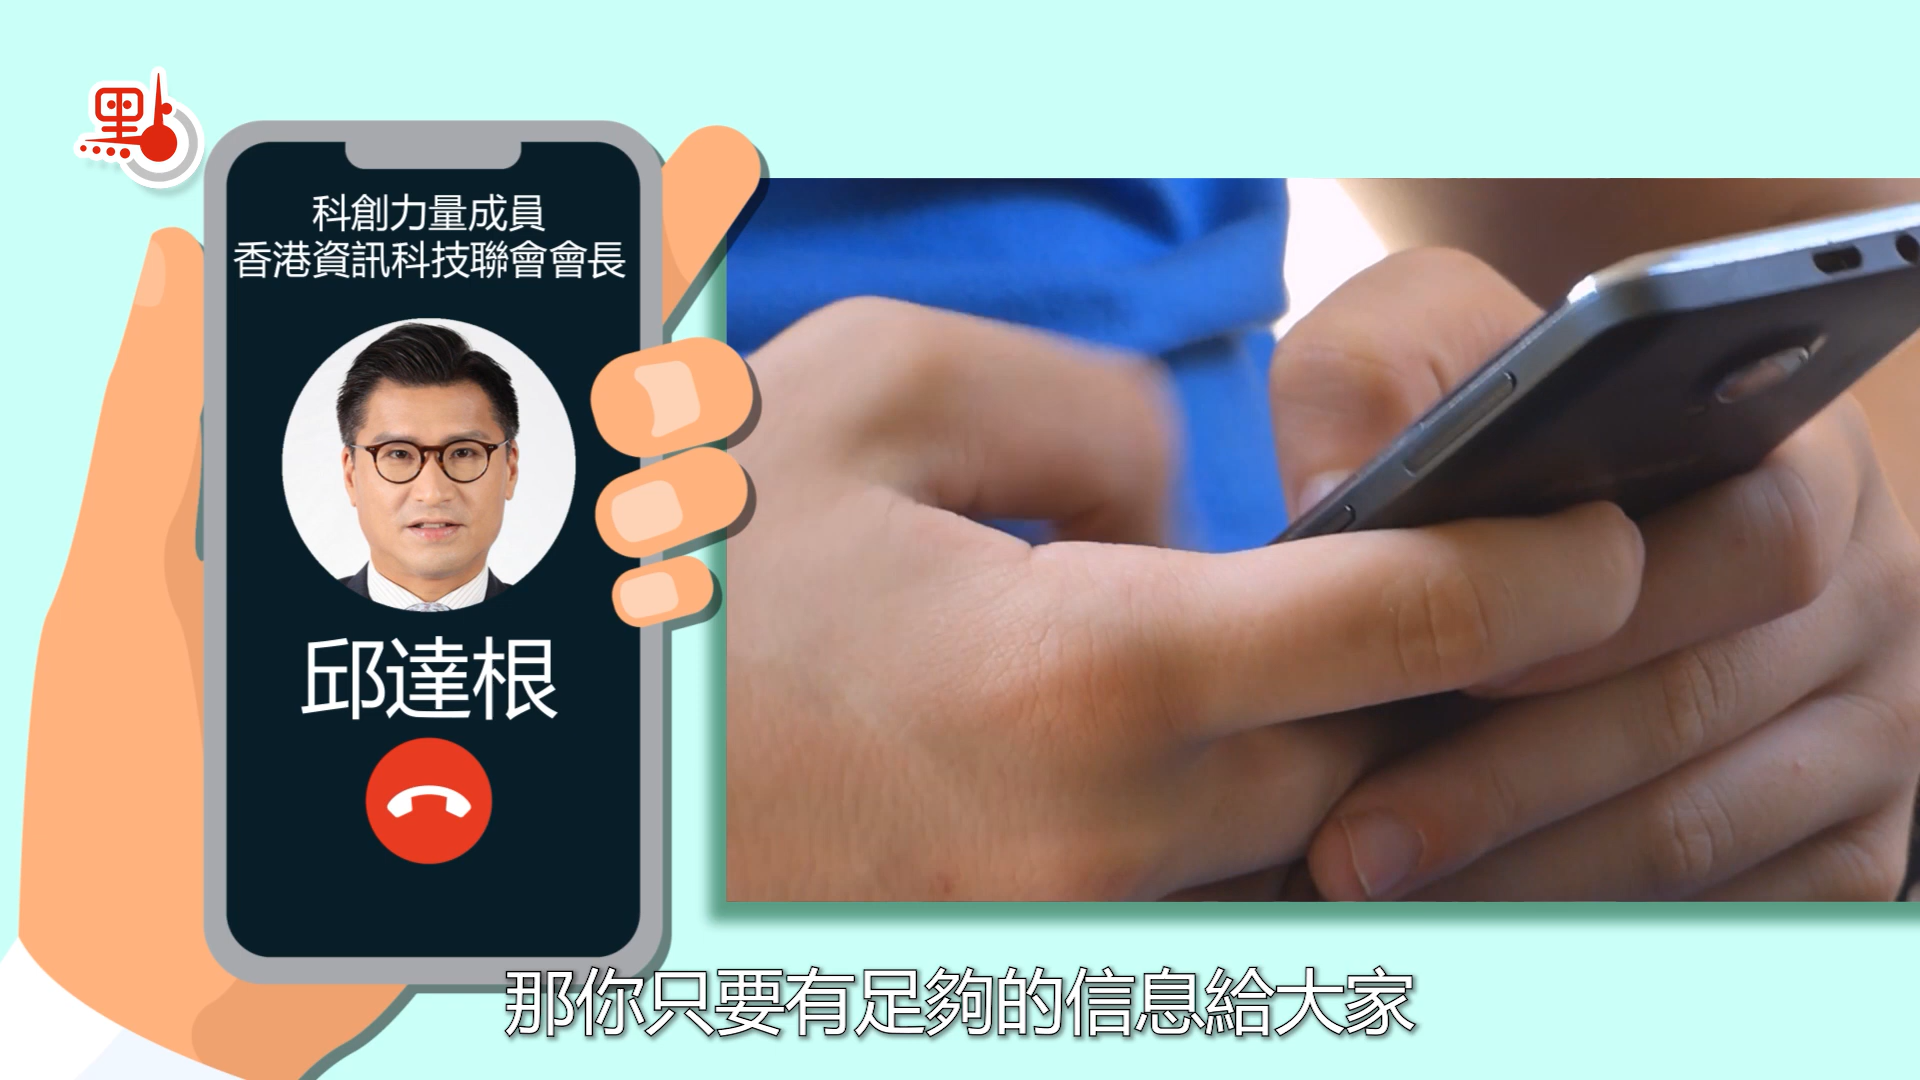 點
科創力量成員
香港資訊科技聯會會長
邱達根
那你只要有足夠的信息給大家